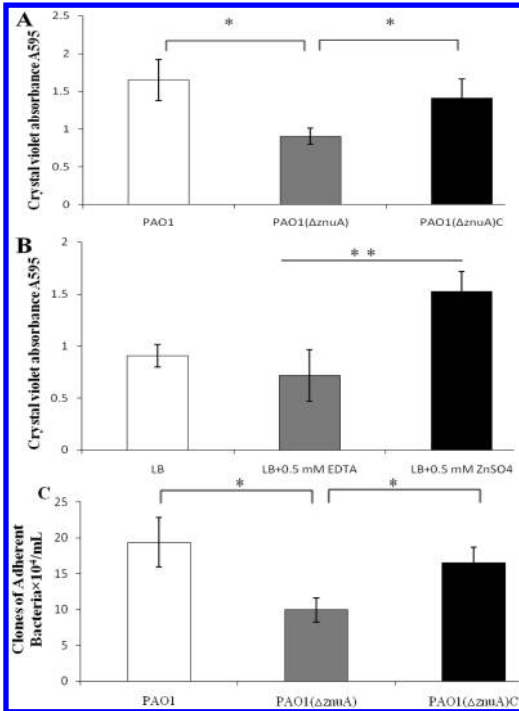 A
Crystal violet absorbance A595
2
1.5
1
0.5
0
*
*
PAO1
PAO1(ΔznuA)
PAO1(ΔznuA)C
B
Crystal violet absorbance A595
2
1.5
1
0.5
0
* *
LB
LB+0.5 mM EDTA
LB+0.5 mM ZnSO4
C
Clones of Adherent
Bacteria×10⁴/mL
25
20
15
10
5
0
*
*
PAO1
PAO1(ΔznuA)
PAO1(ΔznuA)C